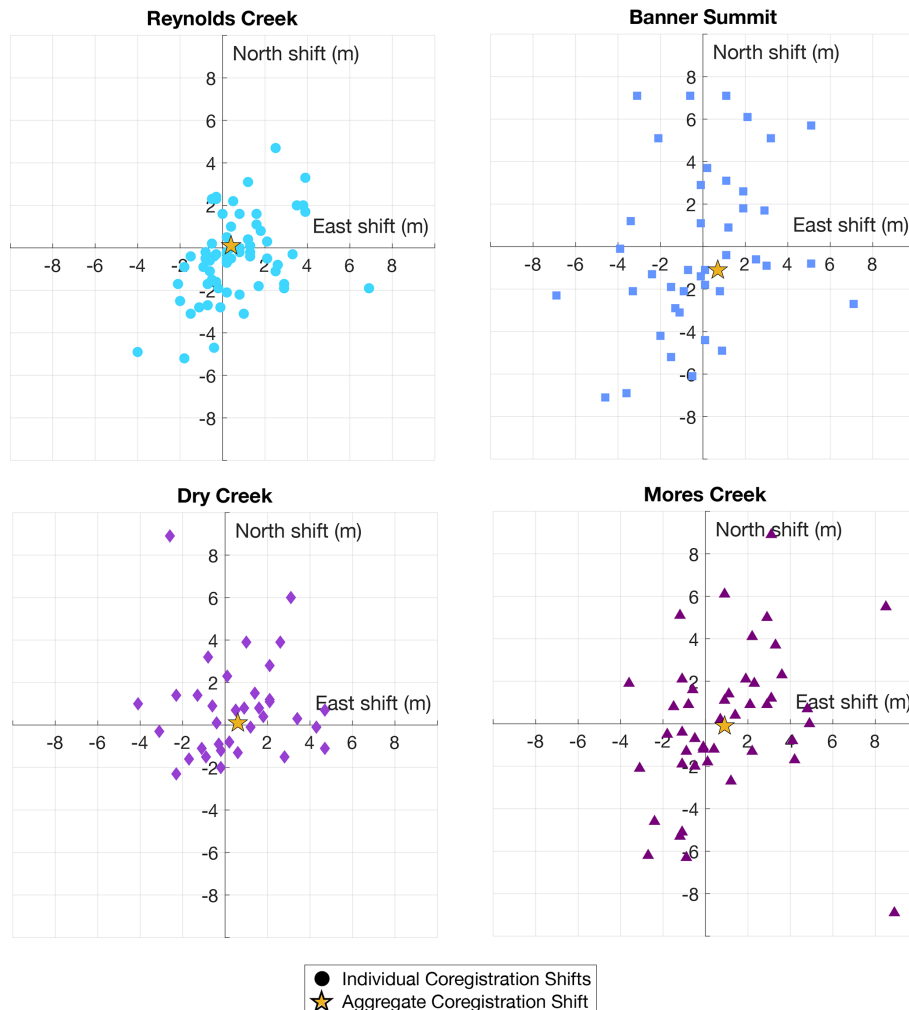 Reynolds Creek
North shift (m)
8
6
4
2
East shift (m)
-8 -6 -4 -2 2 4 6 8
-2
-4
-6
-8
Banner Summit
North shift (m)
8
6
4
2
East shift (m)
-8 -6 -4 -2 2 4 6 8
-2
-4
-6
-8
Dry Creek
North shift (m)
8
6
4
2
East shift (m)
-8 -6 -4 -2 2 4 6 8
-2
-4
-6
-8
Mores Creek
North shift (m)
8
6
4
2
East shift (m)
-8 -6 -4 -2 2 4 6 8
-2
-4
-6
-8
Individual Coregistration Shifts
Aggregate Coregistration Shift